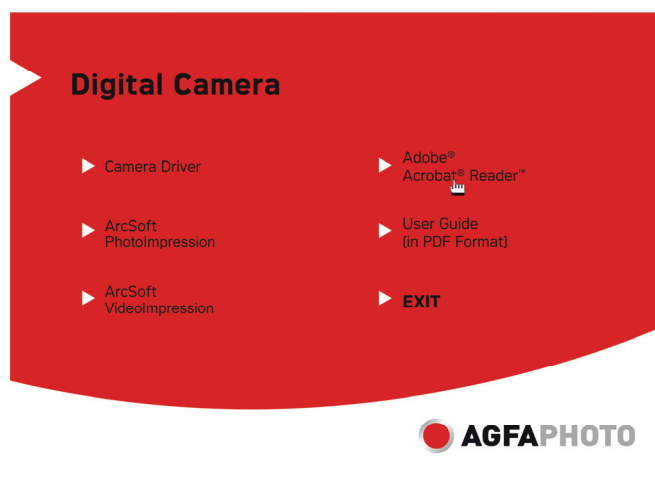 Digital Camera
Camera Driver
ArcSoft
PhotoImpression
ArcSoft
VideoImpression
Adobe®
Acrobat® Reader™
User Guide
(in PDF Format)
EXIT
AGFAPHOTO